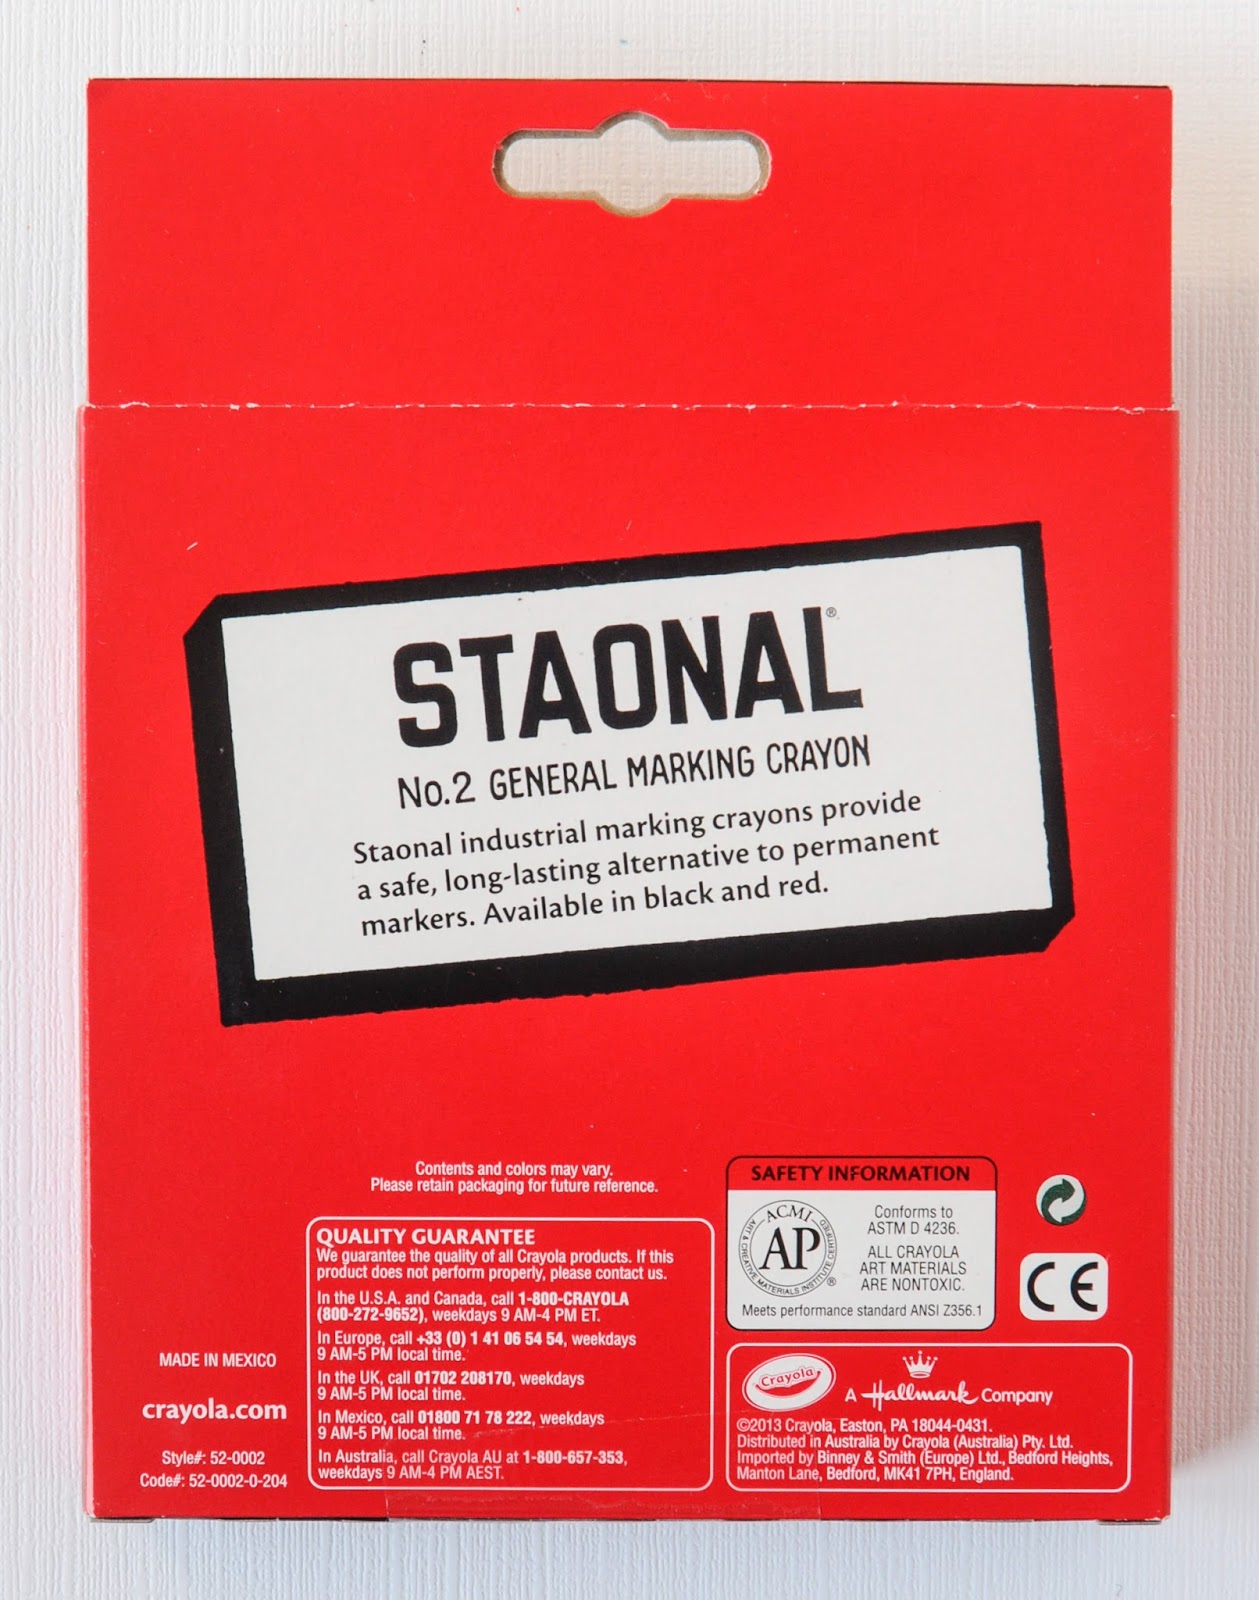 STAONAL®
No.2 GENERAL MARKING CRAYON
Staonal industrial marking crayons provide
a safe, long-lasting alternative to permanent
markers. Available in black and red.
Contents and colors may vary.
Please retain packaging for future reference.
QUALITY GUARANTEE
We guarantee the quality of all Crayola products. If this
product does not perform properly, please contact us.
In the U.S.A. and Canada, call 1-800-CRAYOLA
(800-272-9652), weekdays 9 AM-4 PM ET.
In Europe, call +33 (0) 1 41 06 54 54, weekdays
9 AM-5 PM local time.
In the UK, call 01702 208170, weekdays
9 AM-5 PM local time.
In Mexico, call 01800 71 78 222, weekdays
9 AM-5 PM local time.
In Australia, call Crayola AU at 1-800-657-353,
weekdays 9 AM-4 PM AEST.
MADE IN MEXICO
crayola.com
Style#: 52-0002
Code#: 52-0002-0-204
SAFETY INFORMATION
ACMI
AP
ART & CREATIVE MATERIALS INSTITUTE CERTIFIED
®
Conforms to
ASTM D 4236.
ALL CRAYOLA
ART MATERIALS
ARE NONTOXIC.
Meets performance standard ANSI Z356.1
CE
Crayola
A Hallmark Company
©2013 Crayola, Easton, PA 18044-0431.
Distributed in Australia by Crayola (Australia) Pty. Ltd.
Imported by Binney & Smith (Europe) Ltd., Bedford Heights,
Manton Lane, Bedford, MK41 7PH, England.